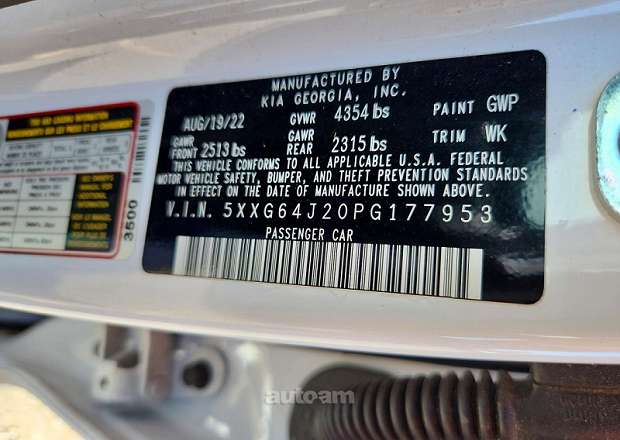 MANUFACTURED BY
KIA GEORGIA, INC.
AUG/19/22 GVWR 4354 lbs PAINT GWP
GAWR FRONT 2513 lbs GAWR REAR 2315 lbs TRIM WK
THIS VEHICLE CONFORMS TO ALL APPLICABLE U.S.A. FEDERAL
MOTOR VEHICLE SAFETY, BUMPER, AND THEFT PREVENTION STANDARDS
IN EFFECT ON THE DATE OF MANUFACTURE SHOWN ABOVE.
V.I.N. 5XXG64J20PG177953
PASSENGER CAR
3500
autoam